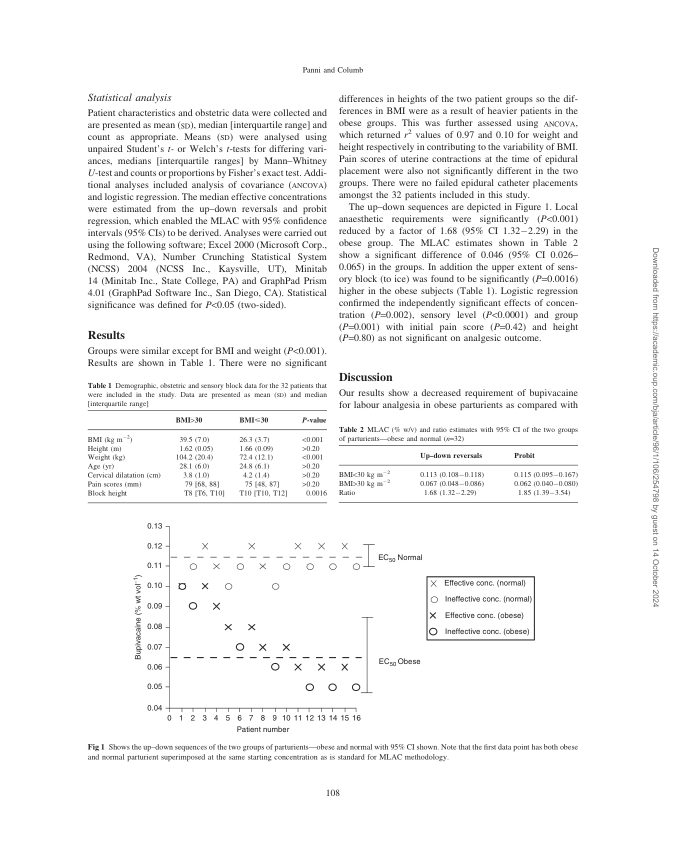 Panni and Columb
Statistical analysis
Patient characteristics and obstetric data were collected and
are presented as mean (SD), median [interquartile range] and
count as appropriate. Means (SD) were analysed using
unpaired Student's t- or Welch's t-tests for differing vari-
ances, medians [interquartile ranges] by Mann–Whitney
U-test and counts or proportions by Fisher's exact test. Addi-
tional analyses included analysis of covariance (ANCOVA)
and logistic regression. The median effective concentrations
were estimated from the up–down reversals and probit
regression, which enabled the MLAC with 95% confidence
intervals (95% CIs) to be derived. Analyses were carried out
using the following software; Excel 2000 (Microsoft Corp.,
Redmond, VA), Number Crunching Statistical System
(NCSS) 2004 (NCSS Inc., Kaysville, UT), Minitab
14 (Minitab Inc., State College, PA) and GraphPad Prism
4.01 (GraphPad Software Inc., San Diego, CA). Statistical
significance was defined for P<0.05 (two-sided).
Results
Groups were similar except for BMI and weight (P<0.001).
Results are shown in Table 1. There were no significant
Table 1 Demographic, obstetric and sensory block data for the 32 patients that
were included in the study. Data are presented as mean (SD) and median
[interquartile range]
BMI>30 BMI≤30 P-value
BMI (kg m−2) 39.5 (7.0) 26.3 (3.7) <0.001
Height (m) 1.62 (0.05) 1.66 (0.09) >0.20
Weight (kg) 104.2 (20.4) 72.4 (12.1) <0.001
Age (yr) 28.1 (6.0) 24.8 (6.1) >0.20
Cervical dilatation (cm) 3.8 (1.0) 4.2 (1.4) >0.20
Pain scores (mm) 79 [68, 88] 75 [48, 87] >0.20
Block height T8 [T6, T10] T10 [T10, T12] 0.0016
differences in heights of the two patient groups so the dif-
ferences in BMI were as a result of heavier patients in the
obese groups. This was further assessed using ANCOVA,
which returned r2 values of 0.97 and 0.10 for weight and
height respectively in contributing to the variability of BMI.
Pain scores of uterine contractions at the time of epidural
placement were also not significantly different in the two
groups. There were no failed epidural catheter placements
amongst the 32 patients included in this study.
The up–down sequences are depicted in Figure 1. Local
anaesthetic requirements were significantly (P<0.001)
reduced by a factor of 1.68 (95% CI 1.32–2.29) in the
obese group. The MLAC estimates shown in Table 2
show a significant difference of 0.046 (95% CI 0.026–
0.065) in the groups. In addition the upper extent of sens-
ory block (to ice) was found to be significantly (P=0.0016)
higher in the obese subjects (Table 1). Logistic regression
confirmed the independently significant effects of concen-
tration (P=0.002), sensory level (P<0.0001) and group
(P=0.001) with initial pain score (P=0.42) and height
(P=0.80) as not significant on analgesic outcome.
Discussion
Our results show a decreased requirement of bupivacaine
for labour analgesia in obese parturients as compared with
Table 2 MLAC (% w/v) and ratio estimates with 95% CI of the two groups
of parturients—obese and normal (n=32)
Up–down reversals Probit
BMI<30 kg m−2 0.113 (0.108–0.118) 0.115 (0.095–0.167)
BMI>30 kg m−2 0.067 (0.048–0.086) 0.062 (0.040–0.080)
Ratio 1.68 (1.32–2.29) 1.85 (1.39–3.54)
0.13
0.12
0.11
0.10
0.09
0.08
0.07
0.06
0.05
0.04
Bupivacaine (% wt vol−1)
0 1 2 3 4 5 6 7 8 9 10 11 12 13 14 15 16
Patient number
EC50 Normal
EC50 Obese
Effective conc. (normal)
Ineffective conc. (normal)
Effective conc. (obese)
Ineffective conc. (obese)
Fig 1 Shows the up–down sequences of the two groups of parturients—obese and normal with 95% CI shown. Note that the first data point has both obese
and normal parturient superimposed at the same starting concentration as is standard for MLAC methodology.
108
Downloaded from https://academic.oup.com/bja/article/96/1/106/254798 by guest on 14 October 2024